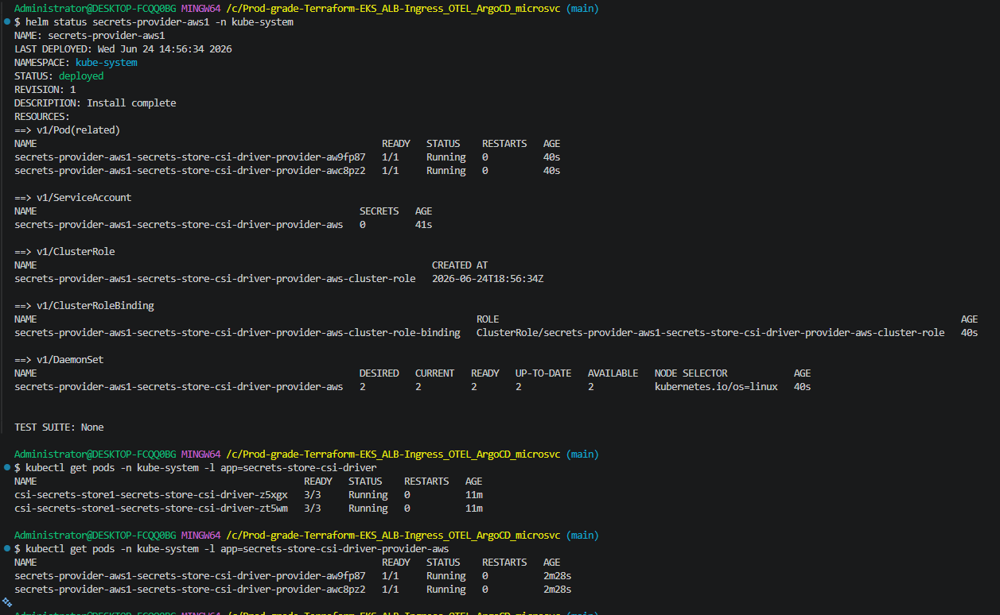 Administrator@DESKTOP-FCQQ0BG MINGW64 /c/Prod-grade-Terraform-EKS_ALB-Ingress_OTEL_ArgoCD_microsvc (main)
$ helm status secrets-provider-aws1 -n kube-system
NAME: secrets-provider-aws1
LAST DEPLOYED: Wed Jun 24 14:56:34 2026
NAMESPACE: kube-system
STATUS: deployed
REVISION: 1
DESCRIPTION: Install complete
RESOURCES:
==> v1/Pod(related)
NAME READY STATUS RESTARTS AGE
secrets-provider-aws1-secrets-store-csi-driver-provider-aw9fp87 1/1 Running 0 40s
secrets-provider-aws1-secrets-store-csi-driver-provider-awc8pz2 1/1 Running 0 40s
==> v1/ServiceAccount
NAME SECRETS AGE
secrets-provider-aws1-secrets-store-csi-driver-provider-aws 0 41s
==> v1/ClusterRole
NAME CREATED AT
secrets-provider-aws1-secrets-store-csi-driver-provider-aws-cluster-role 2026-06-24T18:56:34Z
==> v1/ClusterRoleBinding
NAME ROLE AGE
secrets-provider-aws1-secrets-store-csi-driver-provider-aws-cluster-role-binding ClusterRole/secrets-provider-aws1-secrets-store-csi-driver-provider-aws-cluster-role 40s
==> v1/DaemonSet
NAME DESIRED CURRENT READY UP-TO-DATE AVAILABLE NODE SELECTOR AGE
secrets-provider-aws1-secrets-store-csi-driver-provider-aws 2 2 2 2 2 kubernetes.io/os=linux 40s
TEST SUITE: None
Administrator@DESKTOP-FCQQ0BG MINGW64 /c/Prod-grade-Terraform-EKS_ALB-Ingress_OTEL_ArgoCD_microsvc (main)
$ kubectl get pods -n kube-system -l app=secrets-store-csi-driver
NAME READY STATUS RESTARTS AGE
csi-secrets-store1-secrets-store-csi-driver-z5xgx 3/3 Running 0 11m
csi-secrets-store1-secrets-store-csi-driver-zt5wm 3/3 Running 0 11m
Administrator@DESKTOP-FCQQ0BG MINGW64 /c/Prod-grade-Terraform-EKS_ALB-Ingress_OTEL_ArgoCD_microsvc (main)
$ kubectl get pods -n kube-system -l app=secrets-store-csi-driver-provider-aws
NAME READY STATUS RESTARTS AGE
secrets-provider-aws1-secrets-store-csi-driver-provider-aw9fp87 1/1 Running 0 2m28s
secrets-provider-aws1-secrets-store-csi-driver-provider-awc8pz2 1/1 Running 0 2m28s